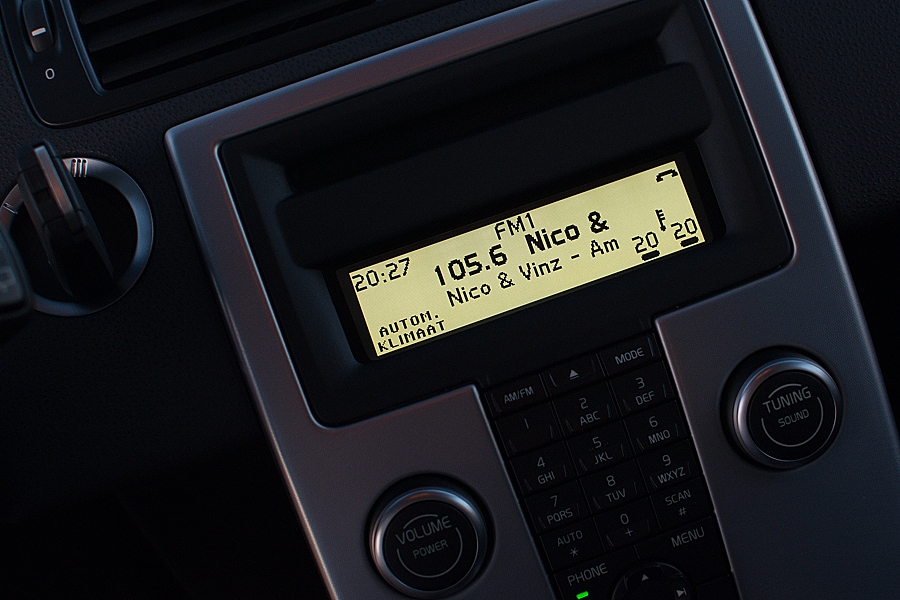 0
FM1
20:27 105.6 Nico &
Nico & Vinz - Am 20 20
AUTOM.
KLIMAAT
AM/FM MODE
1 2 ABC 3 DEF
4 GHI 5 JKL 6 MNO
7 PQRS 8 TUV 9 WXYZ
AUTO * 0 + SCAN #
PHONE MENU
VOLUME
POWER
TUNING
SOUND